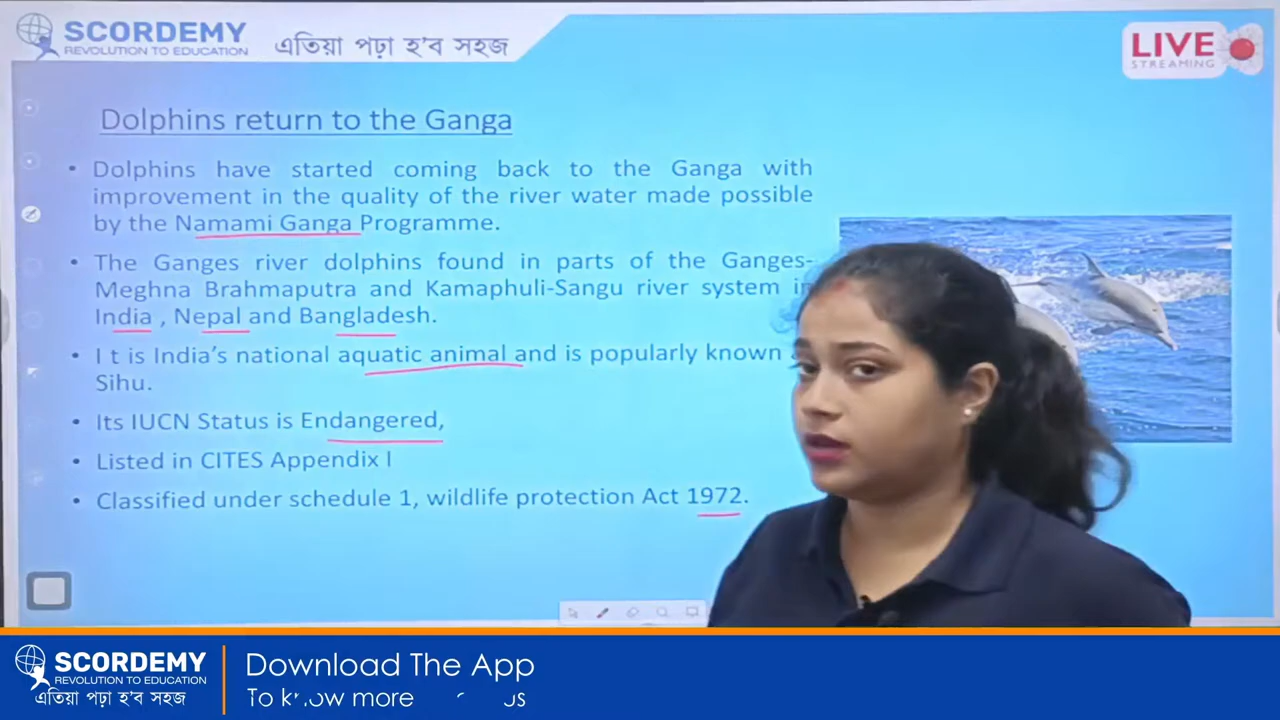 SCORDEMY
REVOLUTION TO EDUCATION
এতিয়া পঢ়া হ'ব সহজ
LIVE
STREAMING
Dolphins return to the Ganga
• Dolphins have started coming back to the Ganga with
improvement in the quality of the river water made possible
by the Namami Ganga Programme.
• The Ganges river dolphins found in parts of the Ganges-
Meghna Brahmaputra and Kamaphuli-Sangu river system in
India , Nepal and Bangladesh.
• I t is India's national aquatic animal and is popularly known
Sihu.
• Its IUCN Status is Endangered,
• Listed in CITES Appendix I
• Classified under schedule 1, wildlife protection Act 1972.
SCORDEMY
REVOLUTION TO EDUCATION
এতিয়া পঢ়া হ'ব সহজ
Download The App
To know more